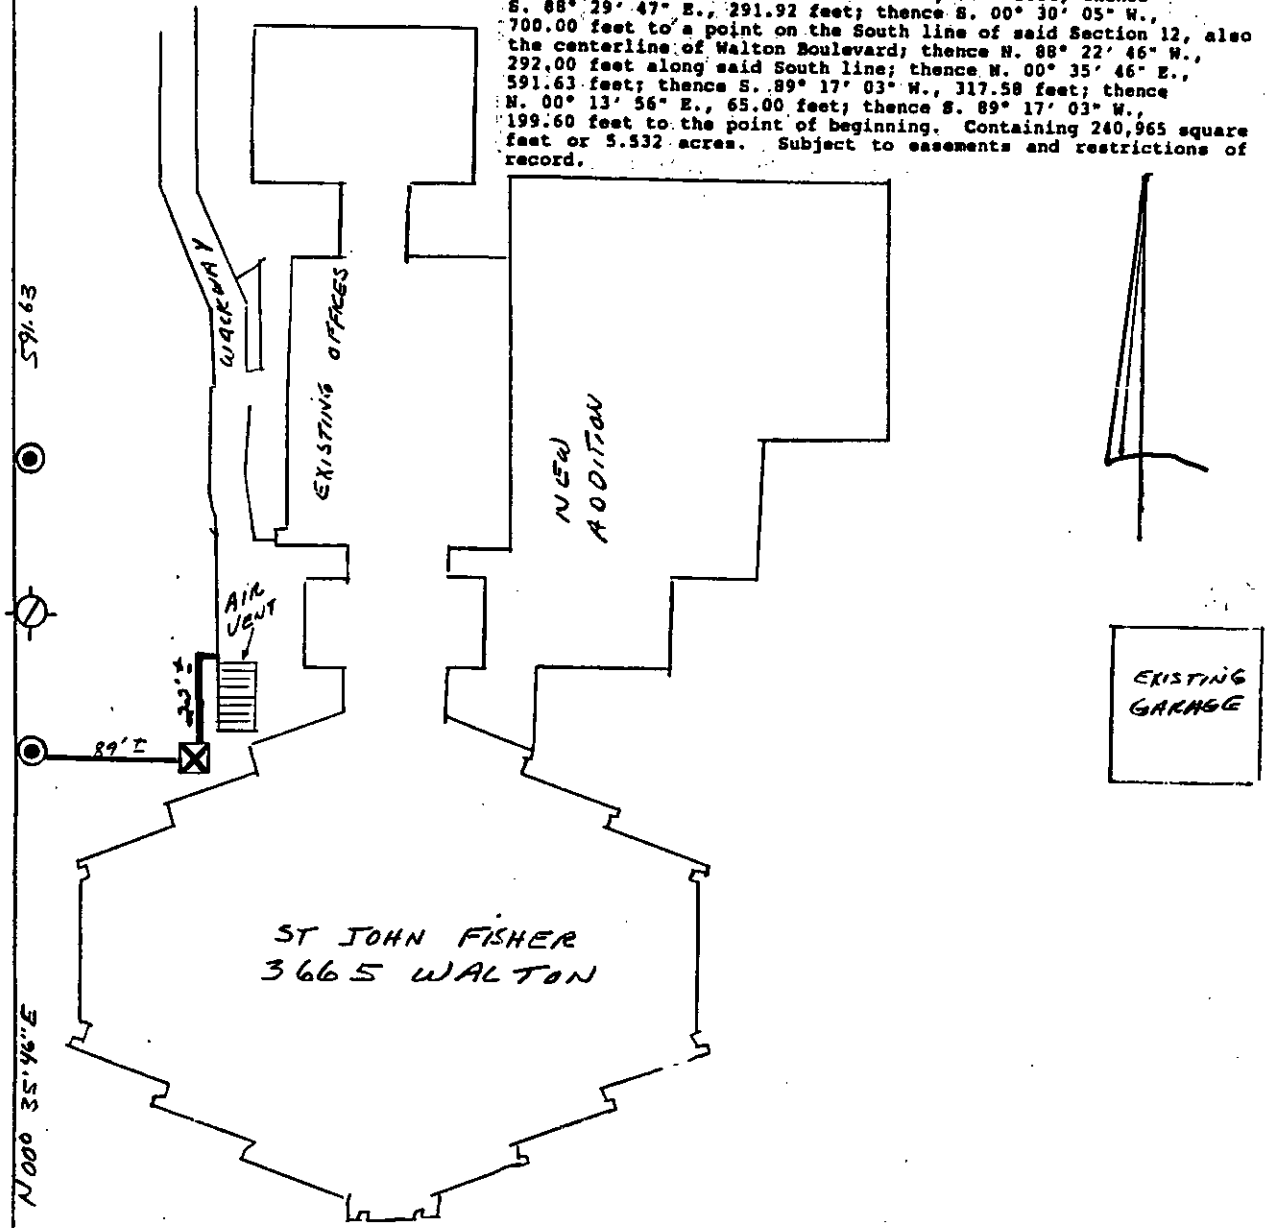 S. 88° 29' 47" E., 291.92 feet; thence S. 00° 30' 05" W.,
700.00 feet to a point on the South line of said Section 12, also
the centerline of Walton Boulevard; thence N. 88° 22' 46" W.,
292.00 feet along said South line; thence N. 00° 35' 46" E.,
591.63 feet; thence S. 89° 17' 03" W., 317.58 feet; thence
N. 00° 13' 56" E., 65.00 feet; thence S. 89° 17' 03" W.,
199.60 feet to the point of beginning. Containing 240,965 square
feet or 5.532 acres. Subject to easements and restrictions of
record.
WALKWAY
591.63
EXISTING OFFICES
NEW
ADDITION
AIR
VENT
EXISTING
GARAGE
89'±
ST JOHN FISHER
3665 WALTON
N 00° 35'46"E